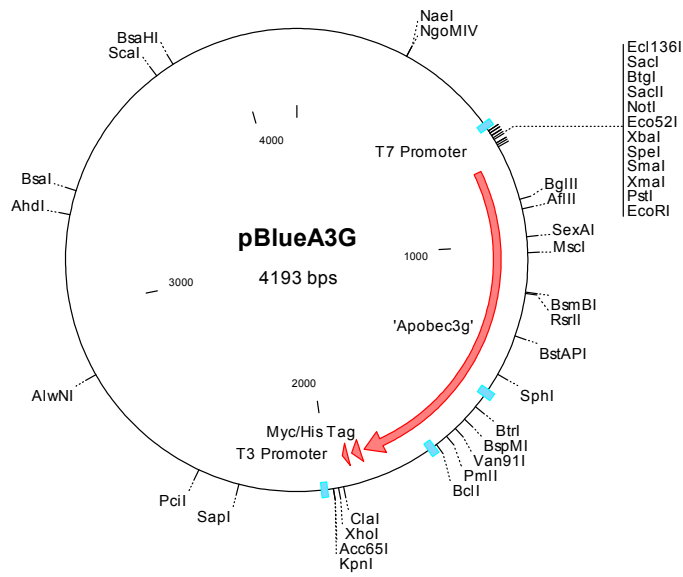 NaeI
NgoMIV
BsaHI
ScaI
Ecl136I
SacI
BtgI
SacII
NotI
Eco52I
XbaI
SpeI
SmaI
XmaI
PstI
EcoRI
4000
T7 Promoter
BsaI
AhdI
BglII
AflII
SexAI
MscI
pBlueA3G
4193 bps
1000
3000
BsmBI
RsrII
'Apobec3g'
BstAPI
AlwNI
2000
SphI
Myc/His Tag
T3 Promoter
BtrI
BspMI
Van91I
PmlI
BclI
PciI
SapI
ClaI
XhoI
Acc65I
KpnI